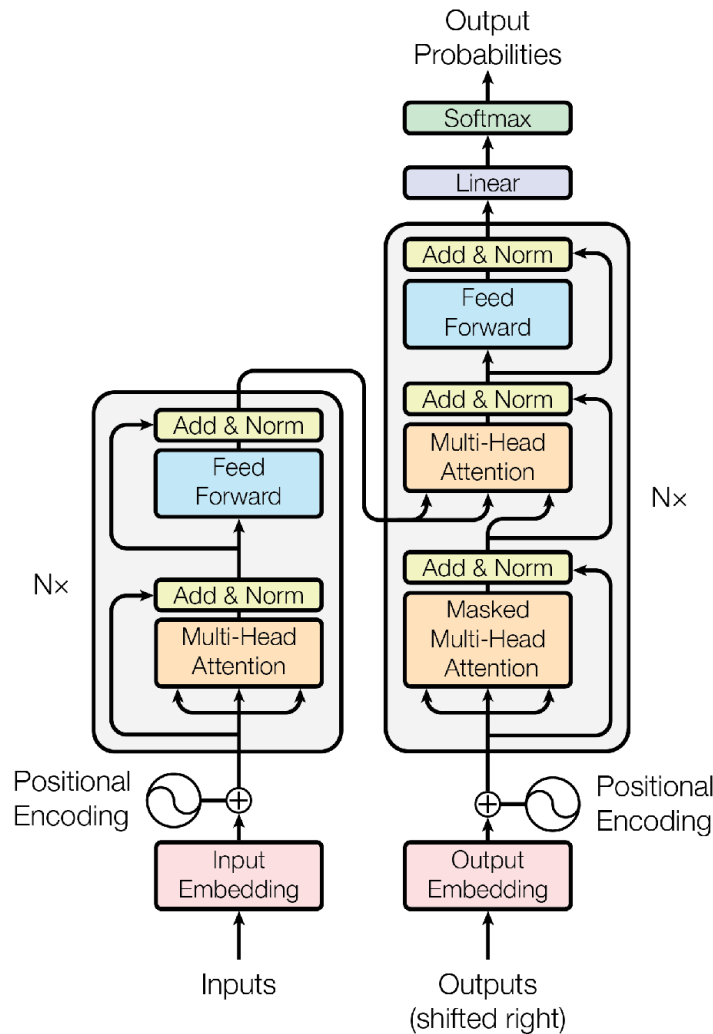 Output
Probabilities
Softmax
Linear
Add & Norm
Feed
Forward
Add & Norm
Multi-Head
Attention
Add & Norm
Masked
Multi-Head
Attention
N×
Add & Norm
Feed
Forward
Add & Norm
Multi-Head
Attention
N×
Positional
Encoding
Positional
Encoding
Input
Embedding
Output
Embedding
Inputs
Outputs
(shifted right)